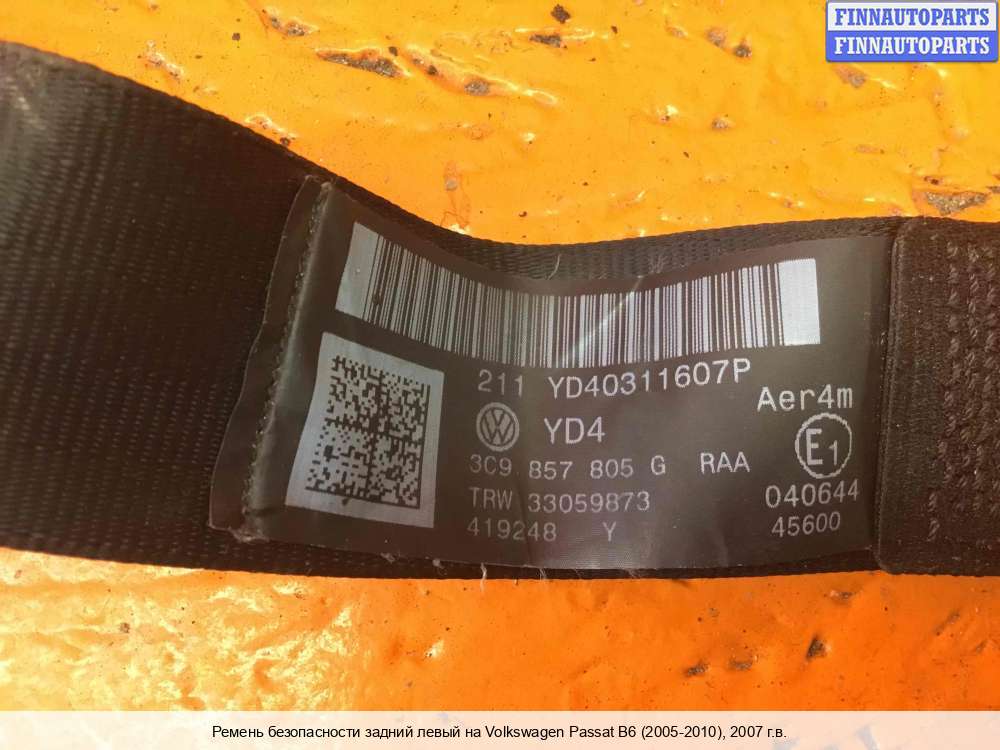 FINNAUTOPARTS
FINNAUTOPARTS
211 YD40311607P
Aer4m
YD4
E1
3C9 857 805 G RAA
TRW 33059873
040644
419248 Y
45600
Ремень безопасности задний левый на Volkswagen Passat B6 (2005-2010), 2007 г.в.